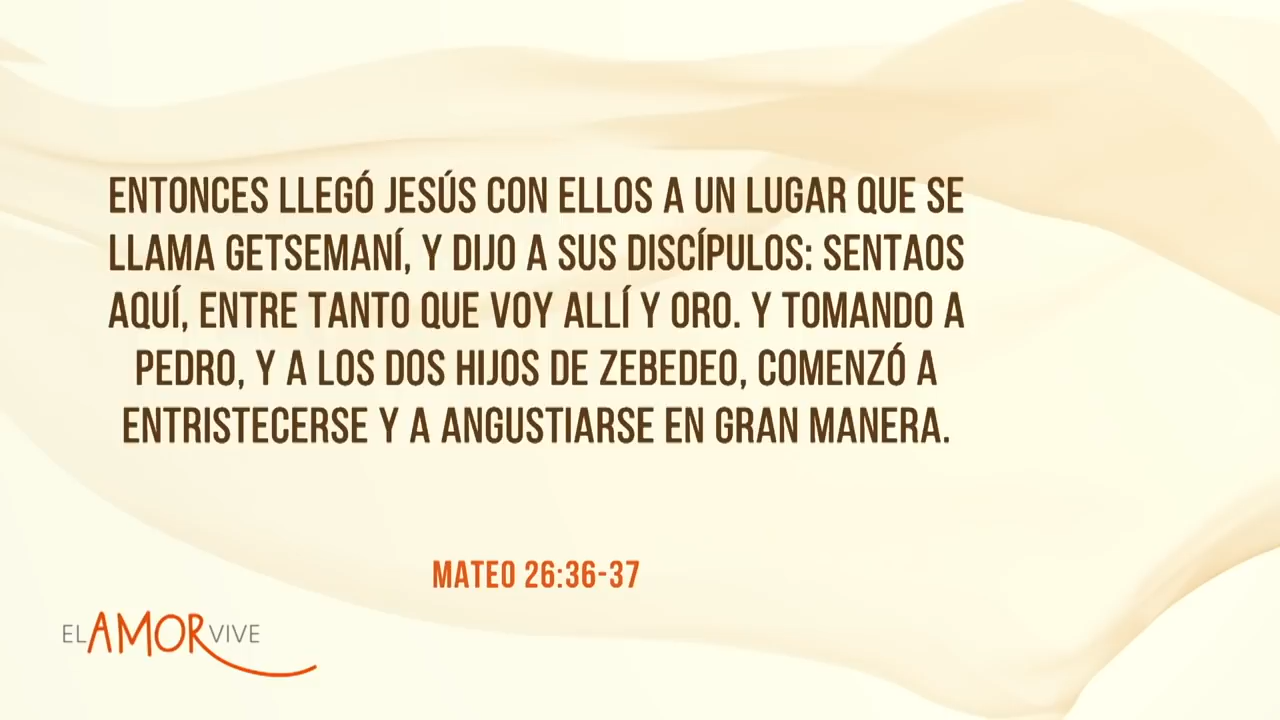 ENTONCES LLEGÓ JESÚS CON ELLOS A UN LUGAR QUE SE
LLAMA GETSEMANÍ, Y DIJO A SUS DISCÍPULOS: SENTAOS
AQUÍ, ENTRE TANTO QUE VOY ALLÍ Y ORO. Y TOMANDO A
PEDRO, Y A LOS DOS HIJOS DE ZEBEDEO, COMENZÓ A
ENTRISTECERSE Y A ANGUSTIARSE EN GRAN MANERA.
MATEO 26:36-37
EL AMOR VIVE